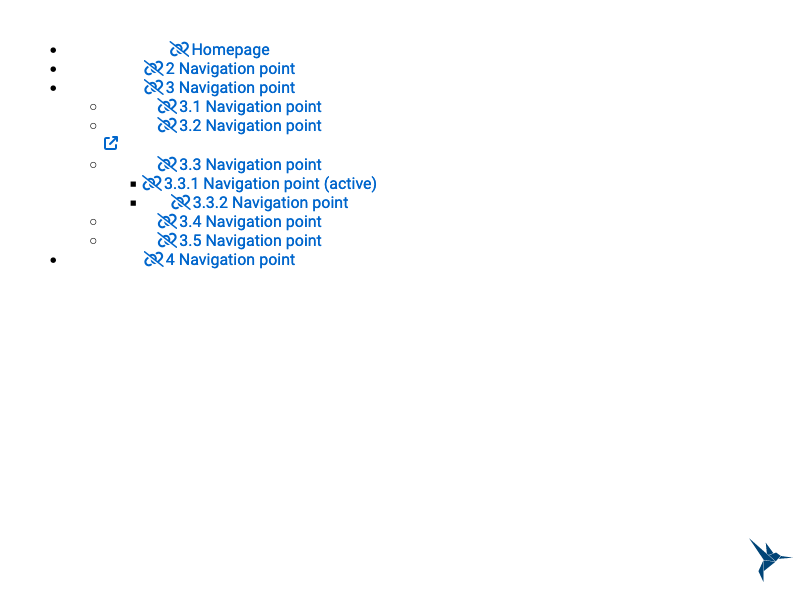 Homepage
2 Navigation point
3 Navigation point
3.1 Navigation point
3.2 Navigation point
3.3 Navigation point
3.3.1 Navigation point (active)
3.3.2 Navigation point
3.4 Navigation point
3.5 Navigation point
4 Navigation point